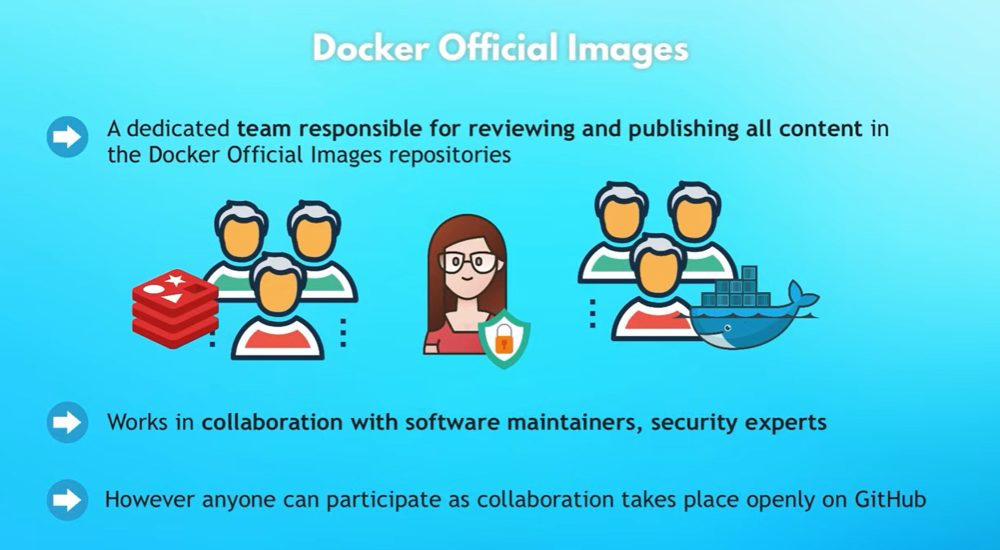 Docker Official Images
A dedicated team responsible for reviewing and publishing all content in
the Docker Official Images repositories
Works in collaboration with software maintainers, security experts
However anyone can participate as collaboration takes place openly on GitHub